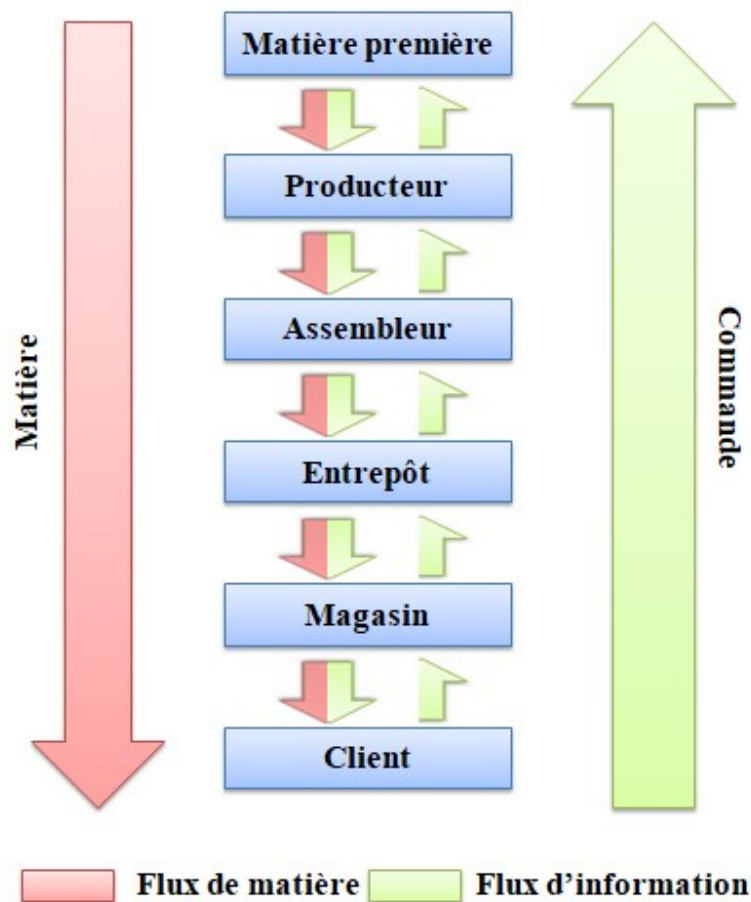 Matière première
Producteur
Assembleur
Entrepôt
Magasin
Client
Matière
Commande
Flux de matière
Flux d’information